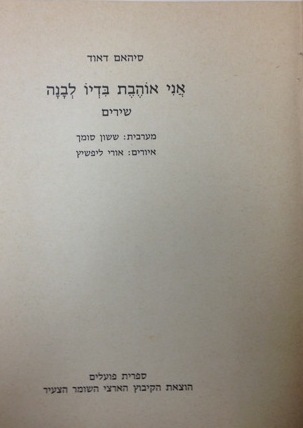 סיהאם דאוד
אֲנִי אוֹהֶבֶת בִּדְיוֹ לְבָנָה
שירים
מערבית: ששון סומך
איורים: אורי ליפשיץ
ספרית פועלים
הוצאת הקיבוץ הארצי השומר הצעיר